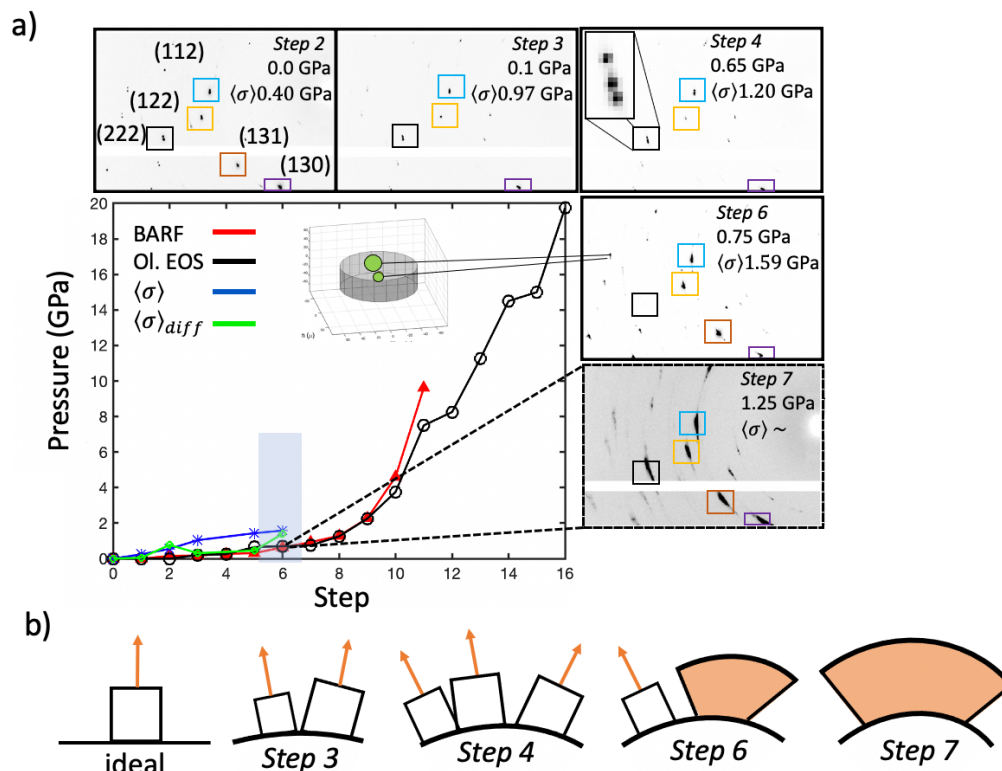 a)
(112)
(122)
(222)
(131)
(130)
Step 2
0.0 GPa
⟨σ⟩0.40 GPa
Step 3
0.1 GPa
⟨σ⟩0.97 GPa
Step 4
0.65 GPa
⟨σ⟩1.20 GPa
Step 6
0.75 GPa
⟨σ⟩1.59 GPa
Step 7
1.25 GPa
⟨σ⟩ ~
BARF
Ol. EOS
⟨σ⟩
⟨σ⟩diff
Pressure (GPa)
20
18
16
14
12
10
8
6
4
2
0
0 2 4 6 8 10 12 14 16
Step
b)
ideal
Step 3
Step 4
Step 6
Step 7